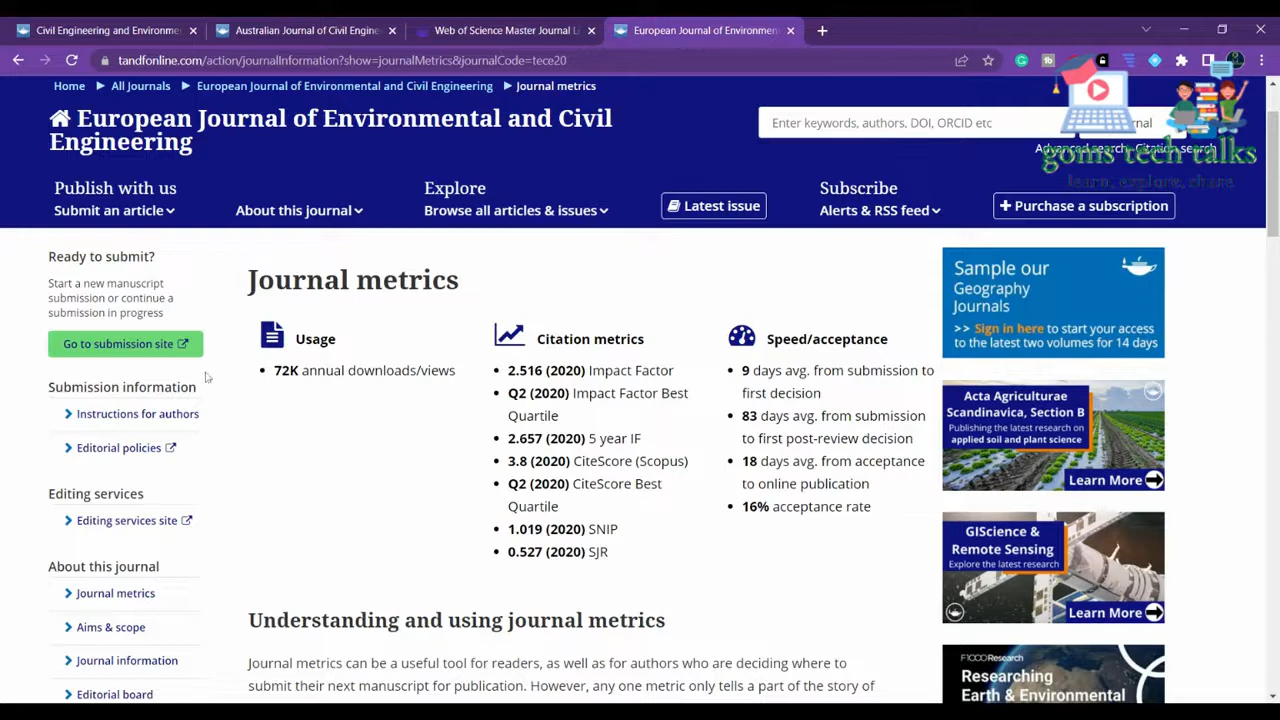 Civil Engineering and Environme
Australian Journal of Civil Engine
Web of Science Master Journal L
European Journal of Environmen
tandfonline.com/action/journalInformation?show=journalMetrics&journalCode=tece20
Home
All Journals
European Journal of Environmental and Civil Engineering
Journal metrics
European Journal of Environmental and Civil
Engineering
Enter keywords, authors, DOI, ORCID etc
Advanced search
Citation search
goms tech talks
learn, explore, share
Publish with us
Explore
Subscribe
Submit an article
About this journal
Browse all articles & issues
Latest issue
Alerts & RSS feed
+ Purchase a subscription
Ready to submit?
Start a new manuscript
submission or continue a
submission in progress
Go to submission site
Submission information
Instructions for authors
Editorial policies
Editing services
Editing services site
About this journal
Journal metrics
Aims & scope
Journal information
Editorial board
Journal metrics
Usage
• 72K annual downloads/views
Citation metrics
• 2.516 (2020) Impact Factor
• Q2 (2020) Impact Factor Best
Quartile
• 2.657 (2020) 5 year IF
• 3.8 (2020) CiteScore (Scopus)
• Q2 (2020) CiteScore Best
Quartile
• 1.019 (2020) SNIP
• 0.527 (2020) SJR
Speed/acceptance
• 9 days avg. from submission to
first decision
• 83 days avg. from submission
to first post-review decision
• 18 days avg. from acceptance
to online publication
• 16% acceptance rate
Understanding and using journal metrics
Journal metrics can be a useful tool for readers, as well as for authors who are deciding where to
submit their next manuscript for publication. However, any one metric only tells a part of the story of
Sample our
Geography
Journals
>> Sign in here to start your access
to the latest two volumes for 14 days
Acta Agriculturae
Scandinavica, Section B
Publishing the latest research on
applied soil and plant science
Learn More
GIScience &
Remote Sensing
Explore the latest research
Learn More
F1000Research
Researching
Earth & Environmental